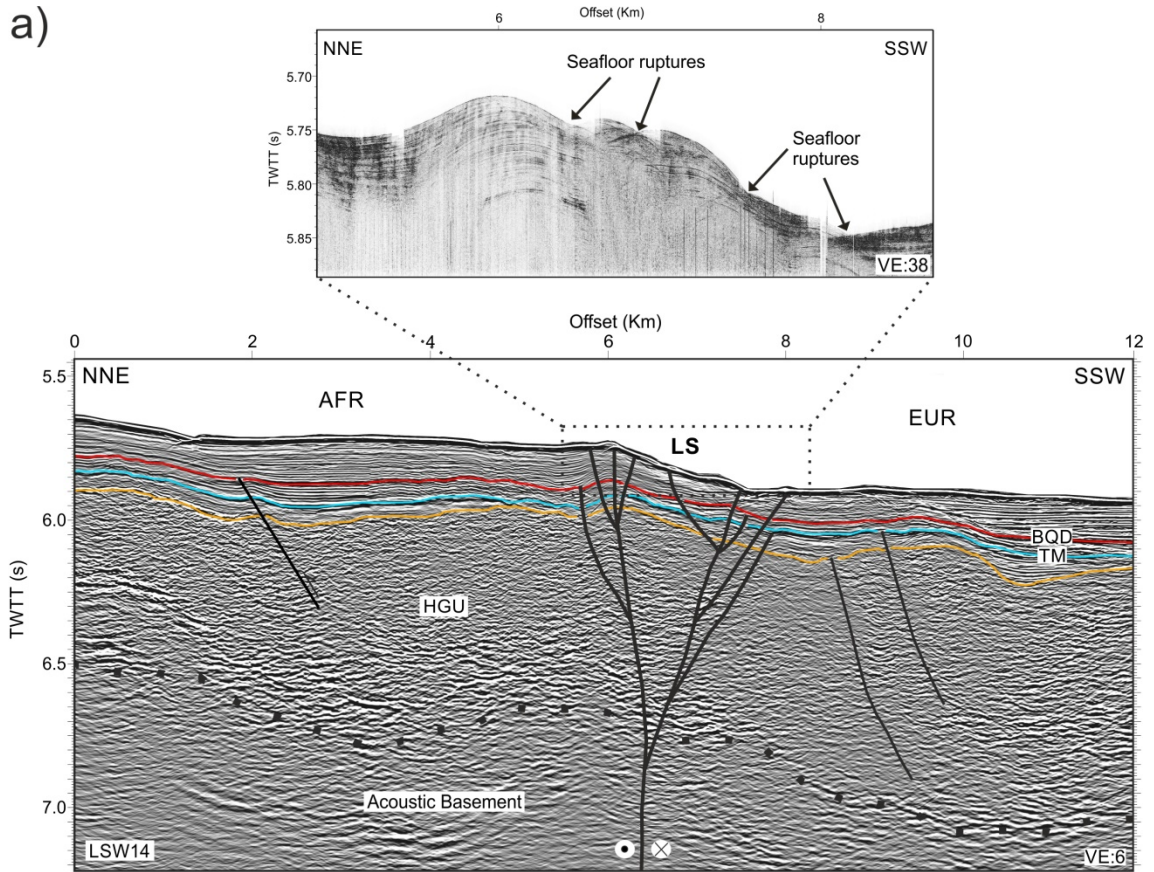 a)
Offset (Km)
6 8
NNE SSW
Seafloor ruptures
5.70
5.75
Seafloor
ruptures
TWTT (s)
5.80
5.85
VE:38
Offset (Km)
0 2 4 6 8 10 12
5.5
NNE SSW
AFR EUR
LS
6.0
BQD
TM
TWTT (s)
HGU
6.5
Acoustic Basement
7.0
LSW14 VE:6